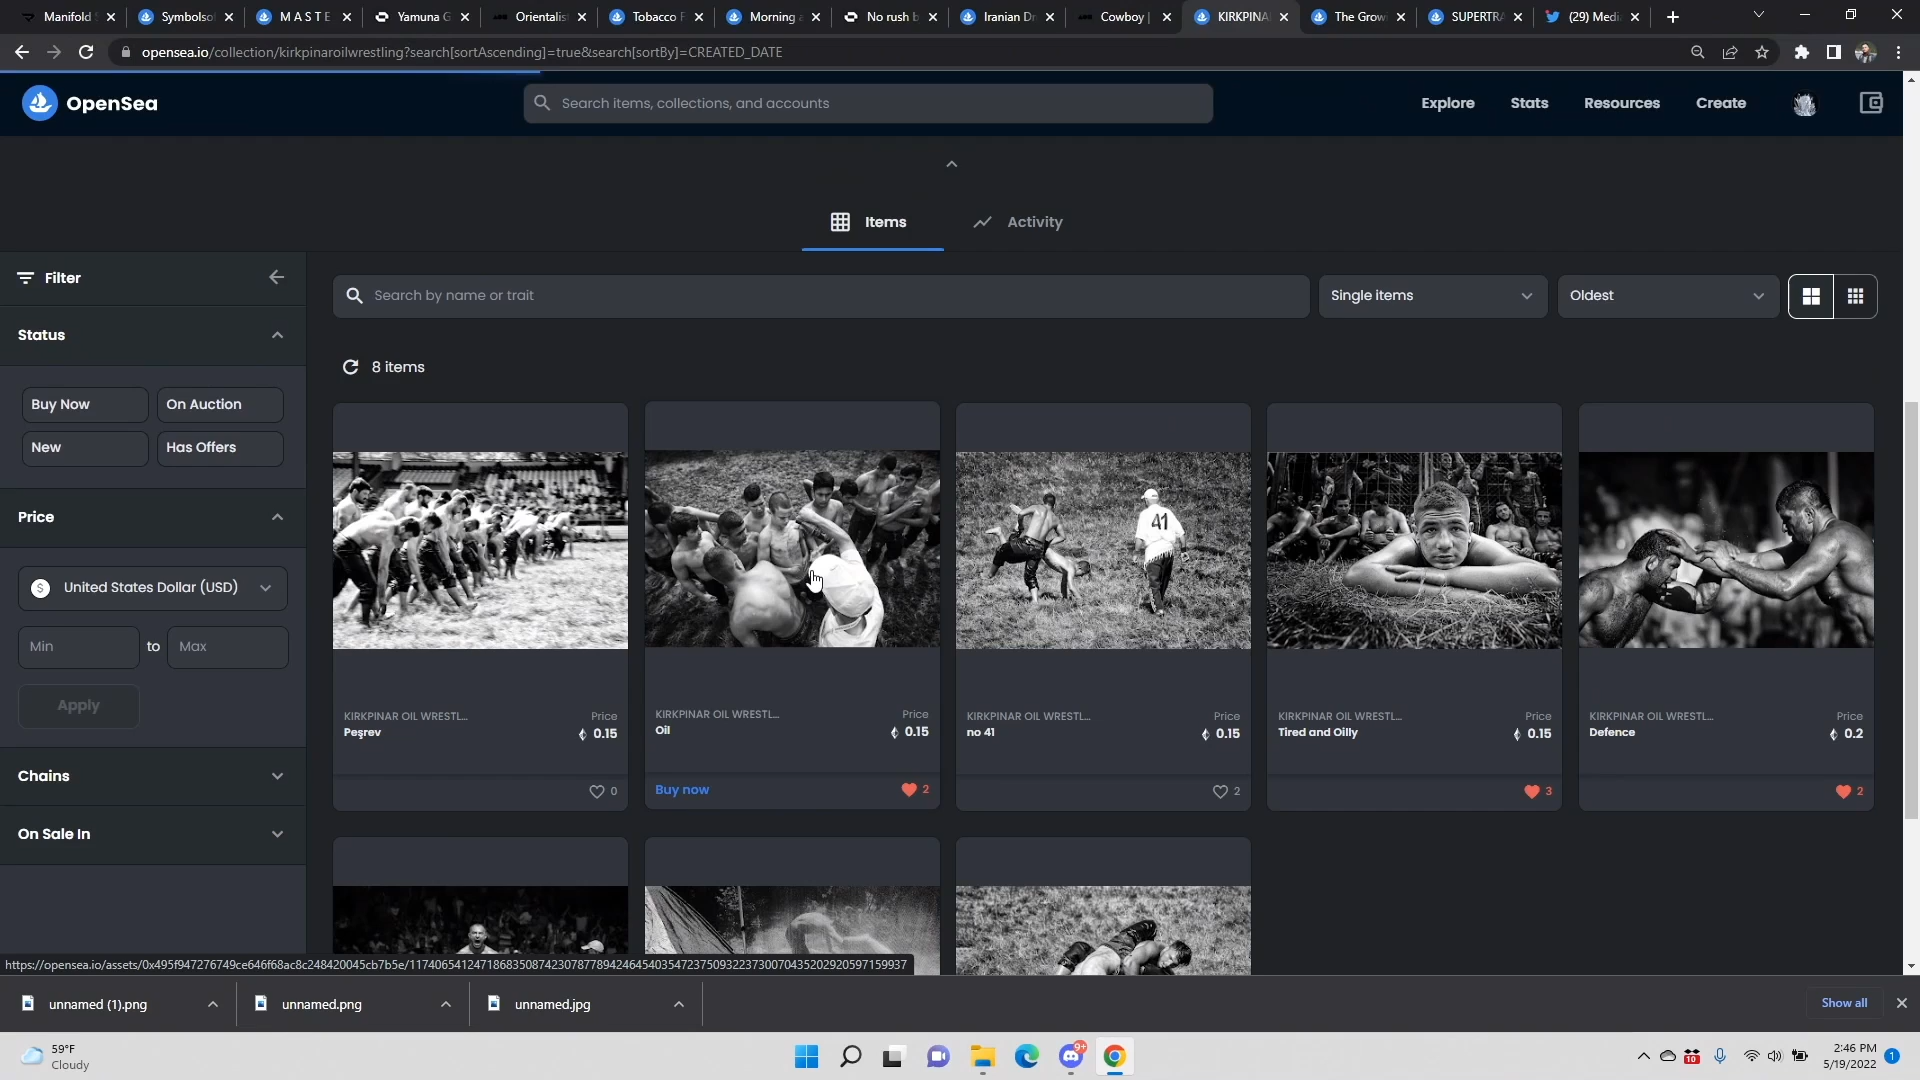 Manifold S
Symbolsol
M A S T E
Yamuna G
Orientalis
Tobacco F
Morning a
No rush b
Iranian Dr
Cowboy |
KIRKPINA
The Growi
SUPERTRA
(29) Medi
opensea.io/collection/kirkpinaroilwrestling?search[sortAscending]=true&search[sortBy]=CREATED_DATE
OpenSea
Search items, collections, and accounts
Explore
Stats
Resources
Create
Items
Activity
Filter
Search by name or trait
Single items
Oldest
Status
8 items
Buy Now
On Auction
New
Has Offers
Price
United States Dollar (USD)
Min
to
Max
Apply
Chains
On Sale In
41
KIRKPINAR OIL WRESTL... Price
Peşrev 0.15
0
KIRKPINAR OIL WRESTL... Price
Oil 0.15
Buy now 2
KIRKPINAR OIL WRESTL... Price
no 41 0.15
2
KIRKPINAR OIL WRESTL... Price
Tired and Oilly 0.15
3
KIRKPINAR OIL WRESTL... Price
Defence 0.2
2
https://opensea.io/assets/0x495f947276749ce646f68ac8c248420045cb7b5e/11740654124718683508742307877894246454035472375093223730070435202920597159937
unnamed (1).png
unnamed.png
unnamed.jpg
Show all
59°F
Cloudy
9+
10
2:46 PM
5/19/2022
1